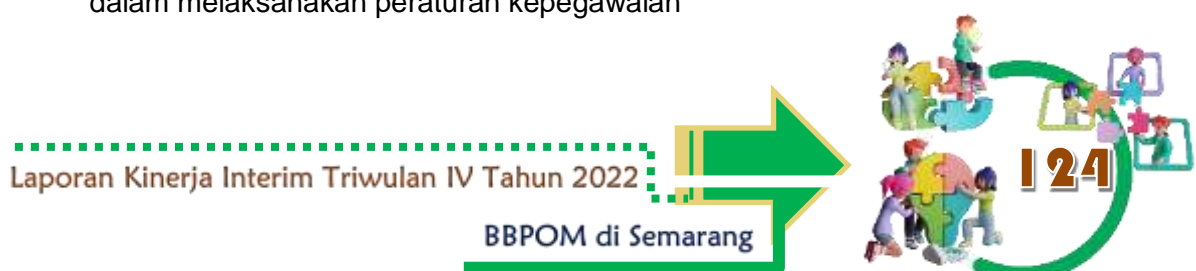 dalam melaksanakan peraturan kepegawaian
Laporan Kinerja Interim Triwulan IV Tahun 2022
124
BBPOM di Semarang